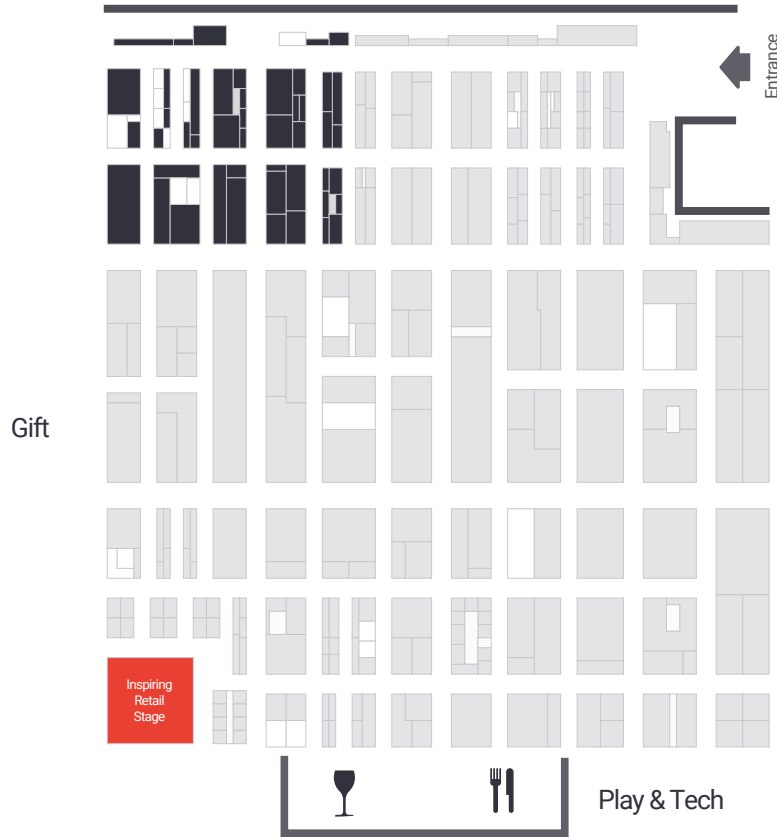 Entrance
Gift
Inspiring
Retail
Stage
Play & Tech